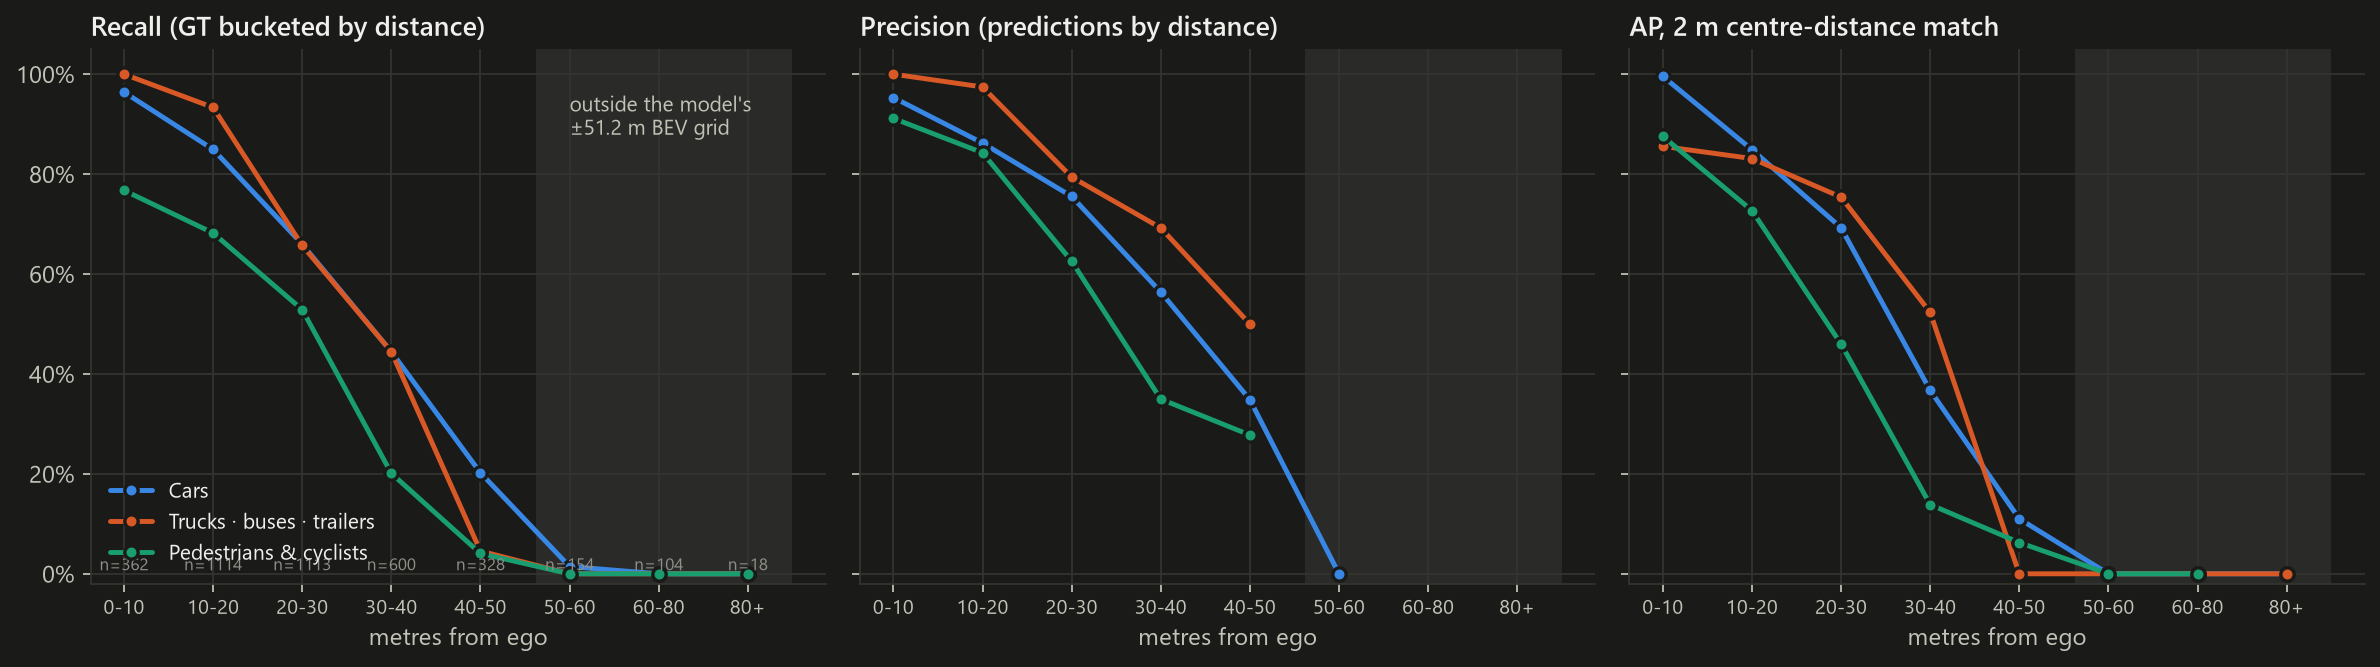 Recall (GT bucketed by distance)
100%
80%
60%
40%
20%
0%
outside the model's
±51.2 m BEV grid
Cars
Trucks · buses · trailers
Pedestrians & cyclists
n=362 n=1114 n=1113 n=600 n=328 n=154 n=104 n=18
0-10 10-20 20-30 30-40 40-50 50-60 60-80 80+
metres from ego
Precision (predictions by distance)
0-10 10-20 20-30 30-40 40-50 50-60 60-80 80+
metres from ego
AP, 2 m centre-distance match
0-10 10-20 20-30 30-40 40-50 50-60 60-80 80+
metres from ego